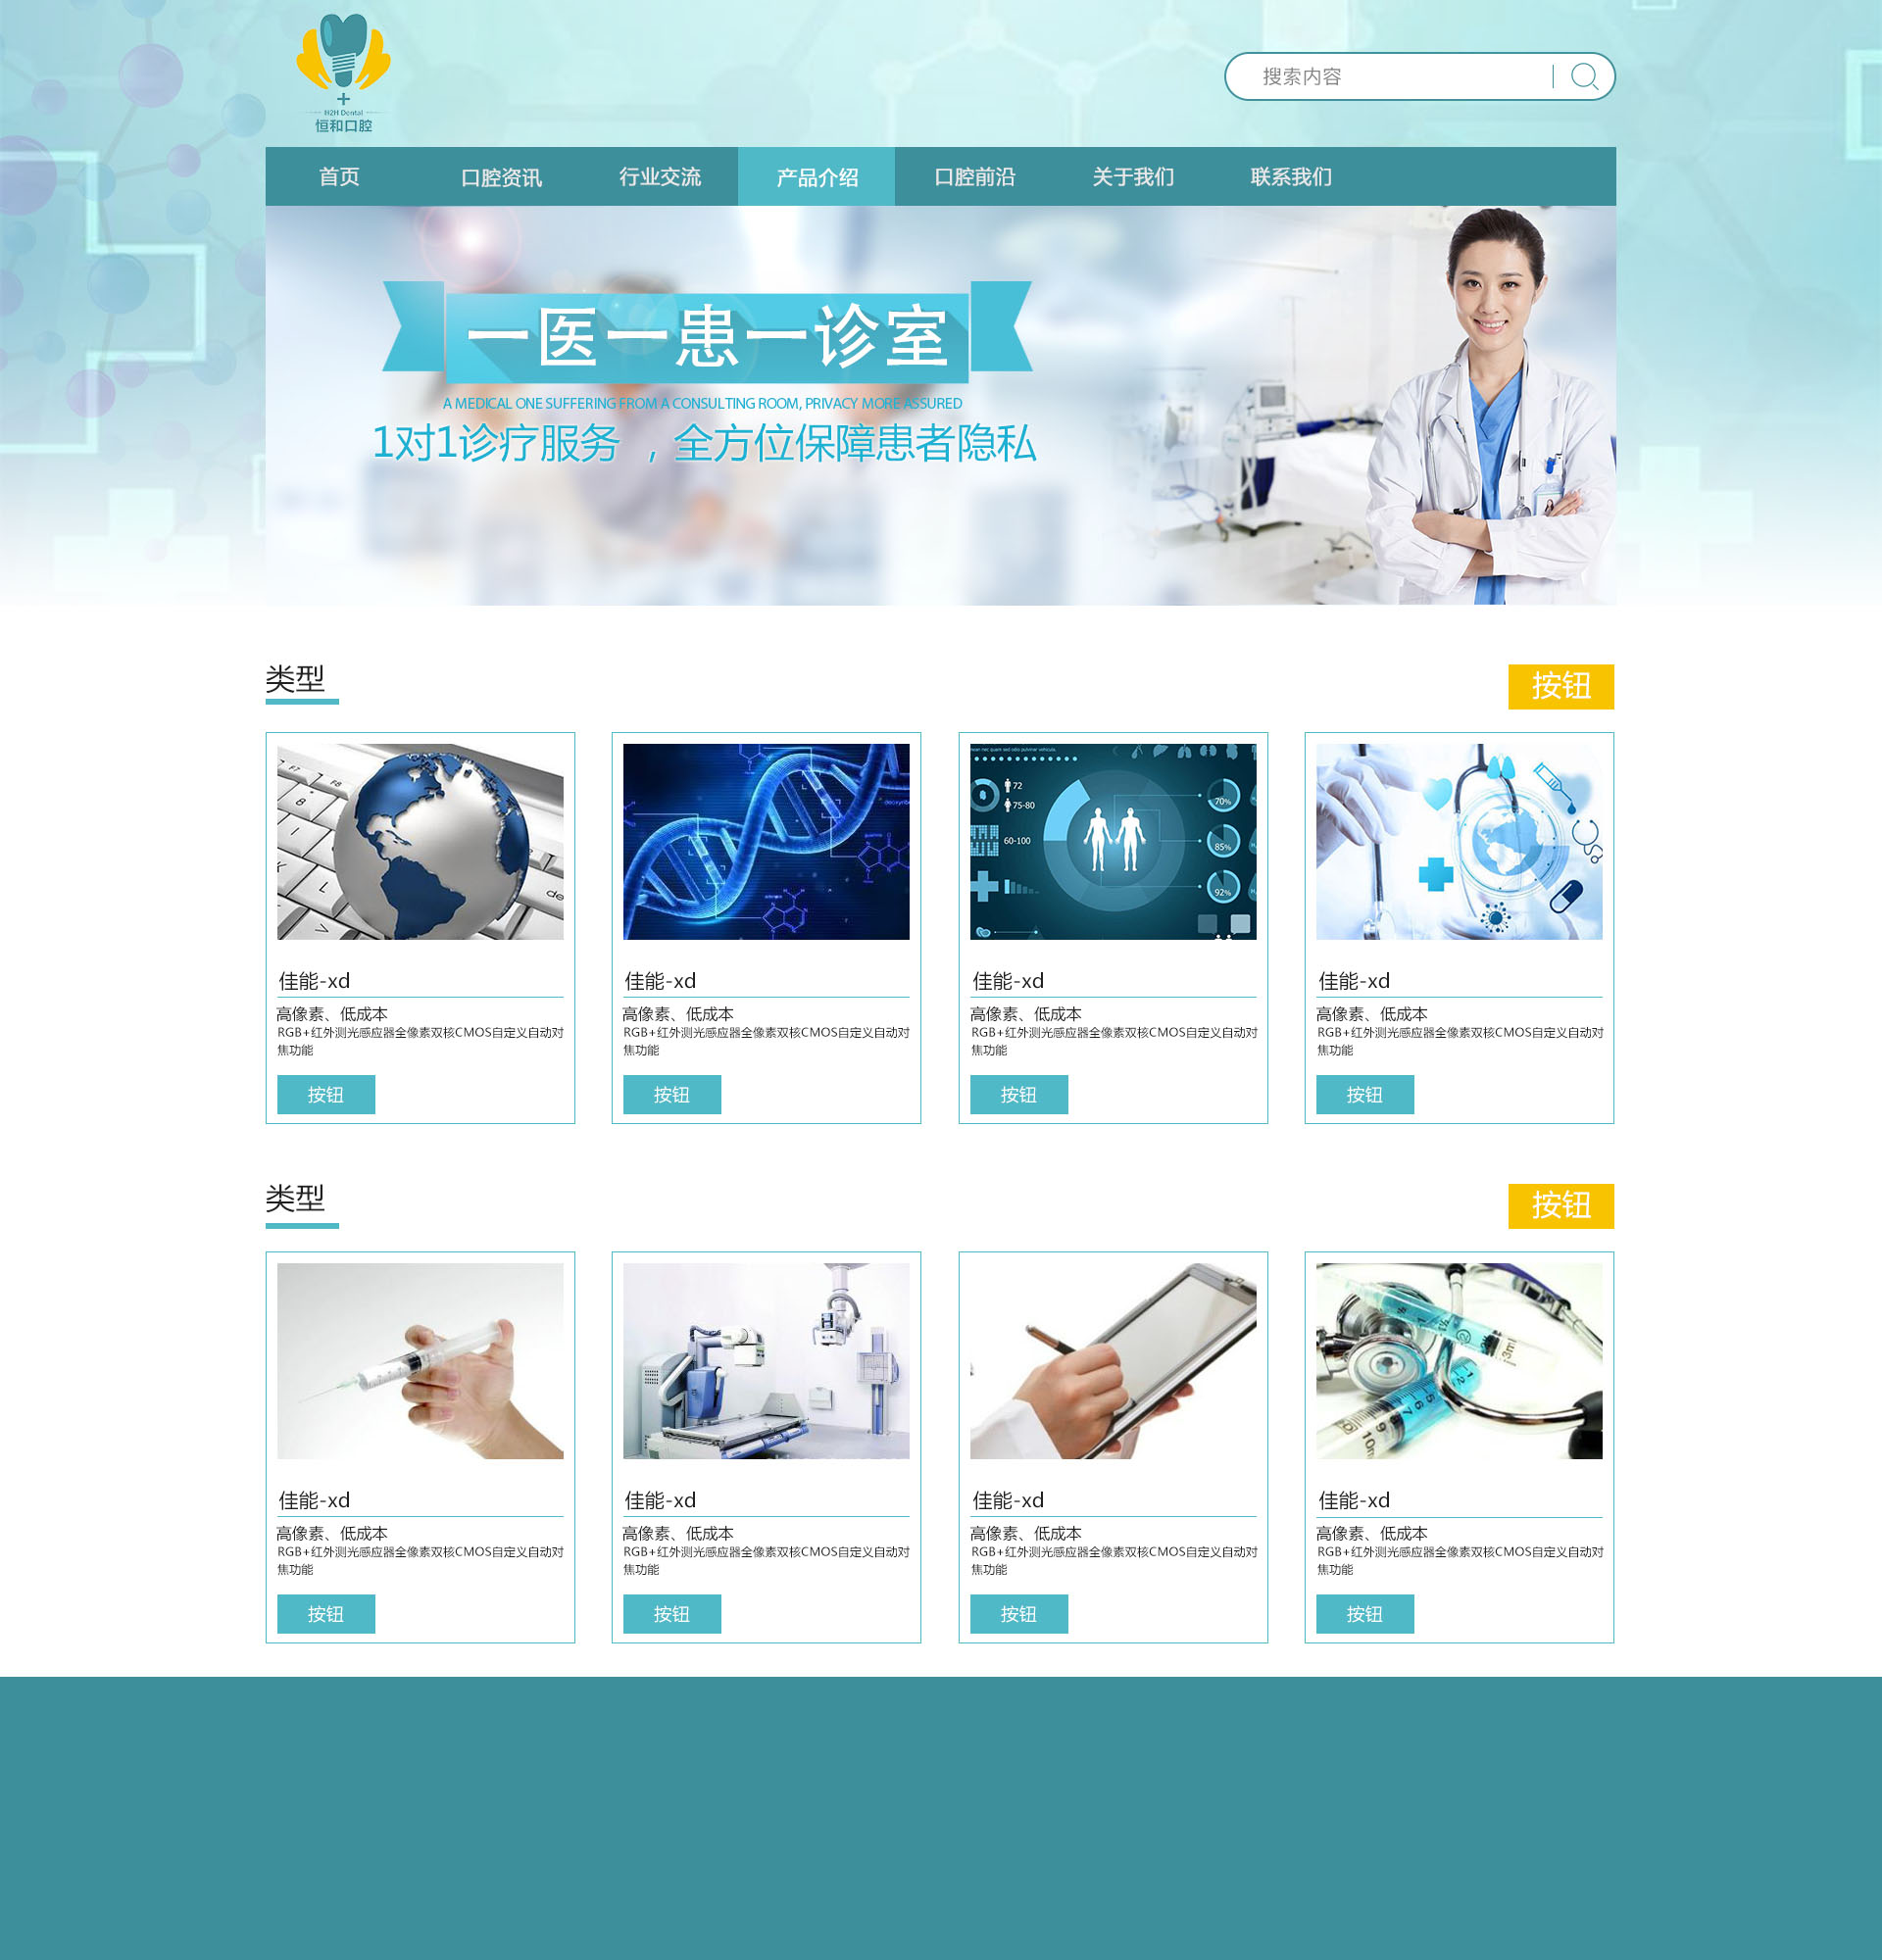 H2H Dental
恒和口腔
搜索内容
首页 口腔资讯 行业交流 产品介绍 口腔前沿 关于我们 联系我们
一医一患一诊室
A MEDICAL ONE SUFFERING FROM A CONSULTING ROOM, PRIVACY MORE ASSURED
1对1诊疗服务 ，全方位保障患者隐私
类型
按钮
72
75-80
60-100
70%
85%
92%
佳能-xd
高像素、低成本
RGB+红外测光感应器全像素双核CMOS自定义自动对
焦功能
按钮
佳能-xd
高像素、低成本
RGB+红外测光感应器全像素双核CMOS自定义自动对
焦功能
按钮
佳能-xd
高像素、低成本
RGB+红外测光感应器全像素双核CMOS自定义自动对
焦功能
按钮
佳能-xd
高像素、低成本
RGB+红外测光感应器全像素双核CMOS自定义自动对
焦功能
按钮
类型
按钮
佳能-xd
高像素、低成本
RGB+红外测光感应器全像素双核CMOS自定义自动对
焦功能
按钮
佳能-xd
高像素、低成本
RGB+红外测光感应器全像素双核CMOS自定义自动对
焦功能
按钮
佳能-xd
高像素、低成本
RGB+红外测光感应器全像素双核CMOS自定义自动对
焦功能
按钮
佳能-xd
高像素、低成本
RGB+红外测光感应器全像素双核CMOS自定义自动对
焦功能
按钮